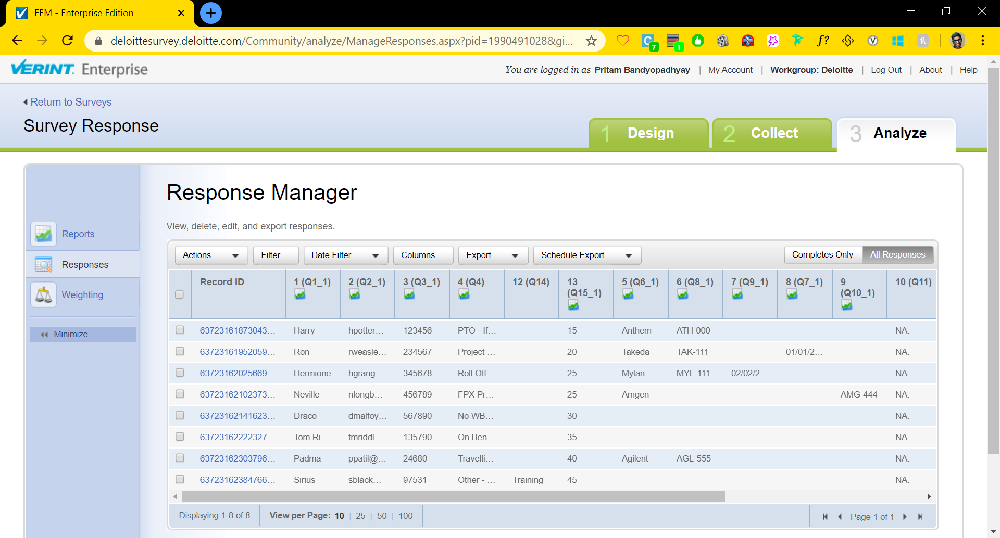 EFM - Enterprise Edition
deloittesurvey.deloitte.com/Community/analyze/ManageResponses.aspx?pid=1990491028&gi...
7
1
f?
VERINT. Enterprise
You are logged in as Pritam Bandyopadhyay | My Account | Workgroup: Deloitte | Log Out | About | Help
Return to Surveys
Survey Response
1 Design
2 Collect
3 Analyze
Response Manager
View, delete, edit, and export responses.
Reports
Responses
Weighting
Minimize
Actions Filter... Date Filter Columns... Export Schedule Export Completes Only All Responses
Record ID 1 (Q1_1) 2 (Q2_1) 3 (Q3_1) 4 (Q4) 12 (Q14) 13 (Q15_1) 5 (Q6_1) 6 (Q8_1) 7 (Q9_1) 8 (Q7_1) 9 (Q10_1) 10 (Q11)
63723161873043... Harry hpotter... 123456 PTO - If... 15 Anthem ATH-000 NA.
63723161952059... Ron rweasle... 234567 Project ... 20 Takeda TAK-111 01/01/2... NA.
63723162025669... Hermione hgrang... 345678 Roll Off... 25 Mylan MYL-111 02/02/2... NA.
63723162102373... Neville nlongb... 456789 FPX Pr... 25 Amgen AMG-444 NA.
63723162141623... Draco dmalfoy... 567890 No WB... 30 NA.
63723162222327... Tom Ri... tmriddl... 135790 On Ben... 35 NA.
63723162303796... Padma ppatil@... 24680 Travelli... 40 Agilent AGL-555 NA.
63723162384766... Sirius sblack... 97531 Other - ... Training 45 NA.
Displaying 1-8 of 8 View per Page: 10 | 25 | 50 | 100 Page 1 of 1